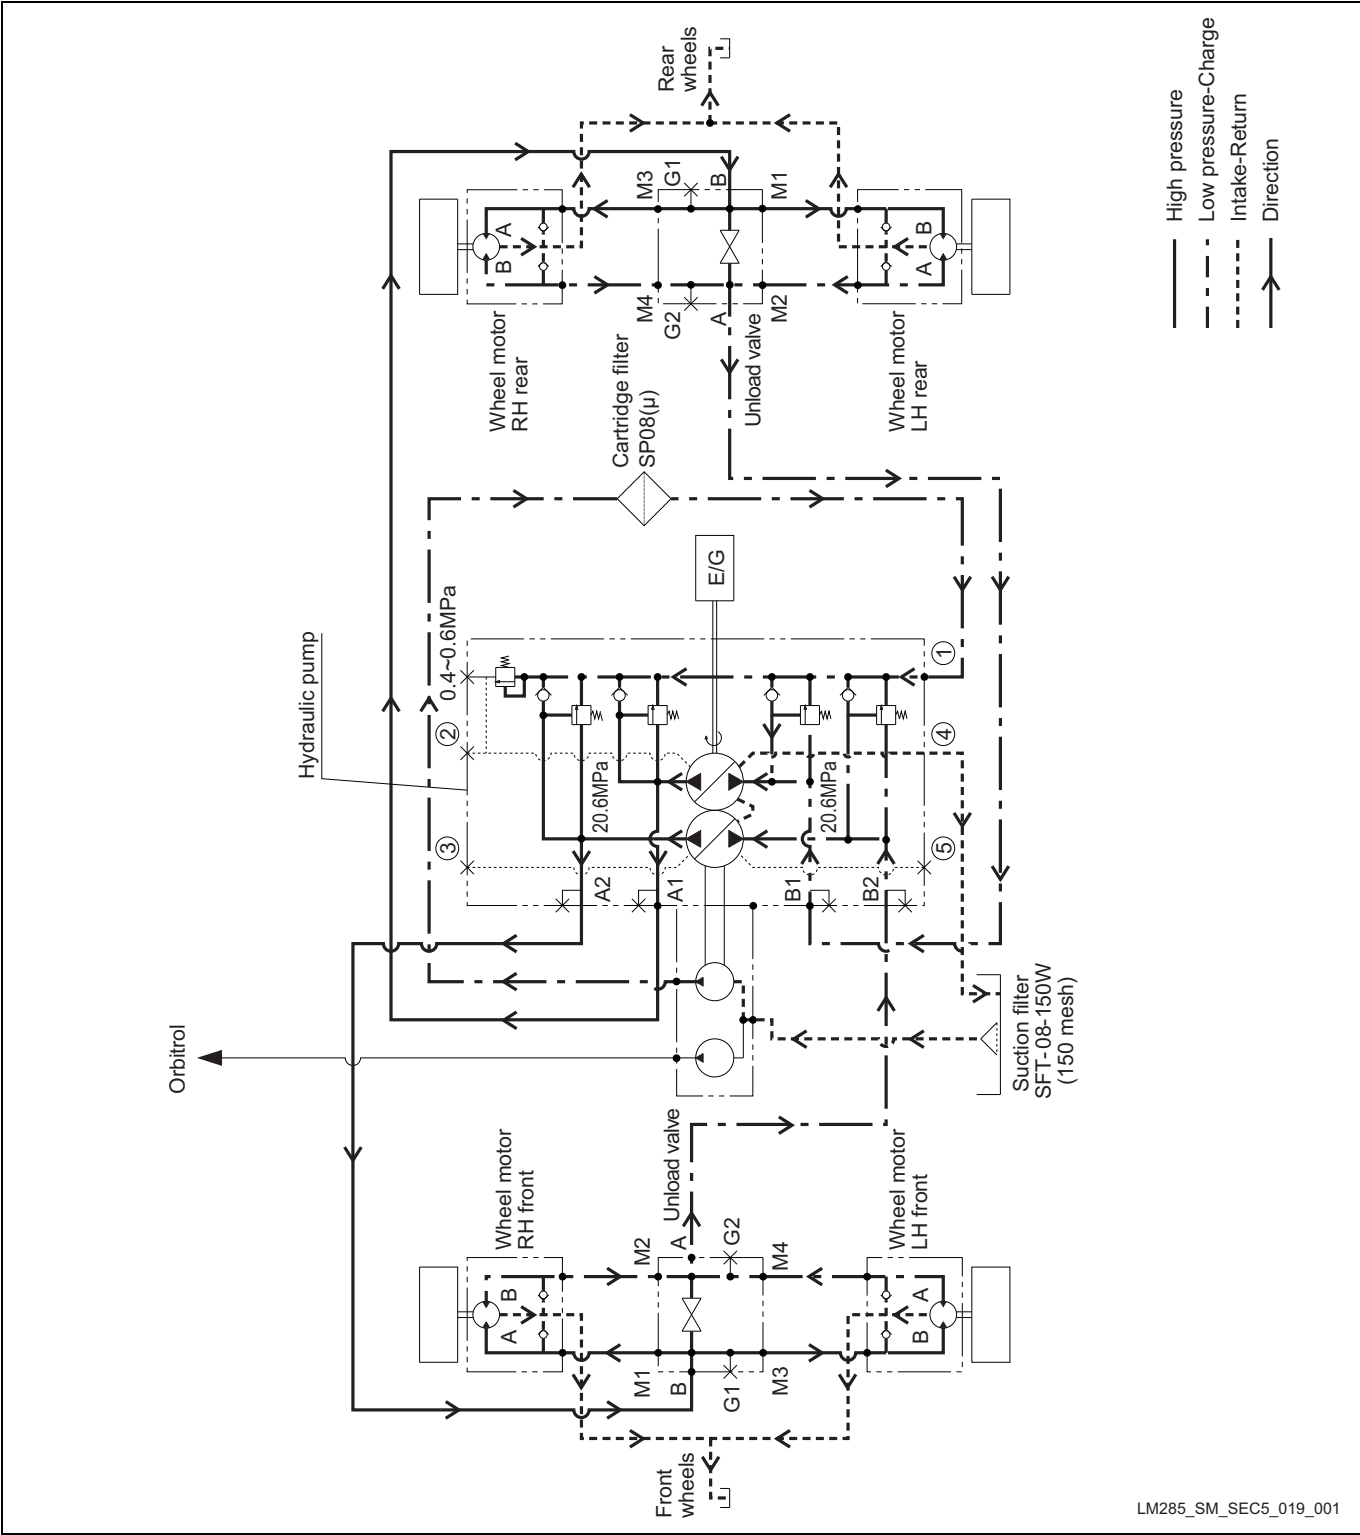 Rear
wheels
High pressure
Low pressure-Charge
Intake-Return
Direction
M3
G1
B
M1
A
B
B
A
M4
G2
A
M2
Wheel motor
RH rear
Unload valve
Wheel motor
LH rear
Cartridge filter
SP08(μ)
E/G
Hydraulic pump
0.4~0.6MPa
①
②
④
20.6MPa
20.6MPa
③
⑤
A2
A1
B1
B2
Orbitrol
Suction filter
SFT-08-150W
(150 mesh)
Wheel motor
RH front
Unload valve
Wheel motor
LH front
M2
A
G2
M4
B
A
A
B
M1
B
G1
M3
Front
wheels
LM285_SM_SEC5_019_001